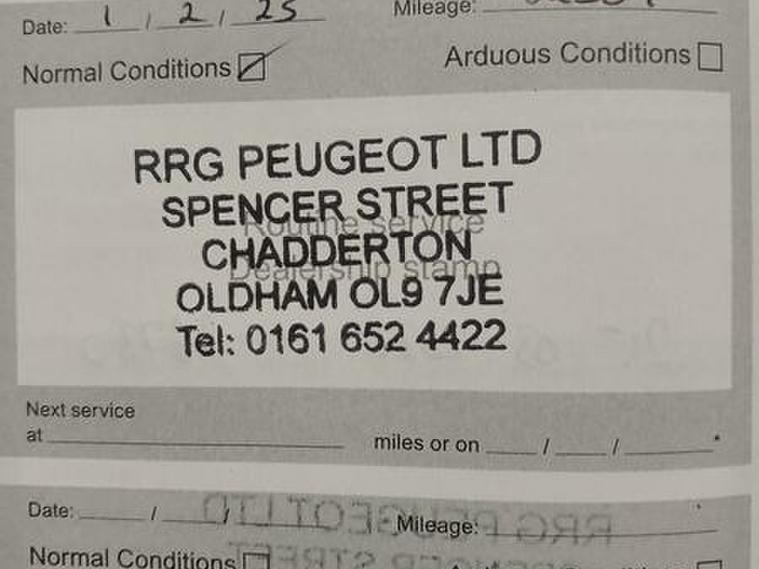 Date: 1 / 2 / 25 Mileage:
Normal Conditions Arduous Conditions
RRG PEUGEOT LTD
SPENCER STREET
Routine service
CHADDERTON
Dealership stamp
OLDHAM OL9 7JE
Tel: 0161 652 4422
Next service
at miles or on / / 
Date: / / Mileage:
Normal Conditions